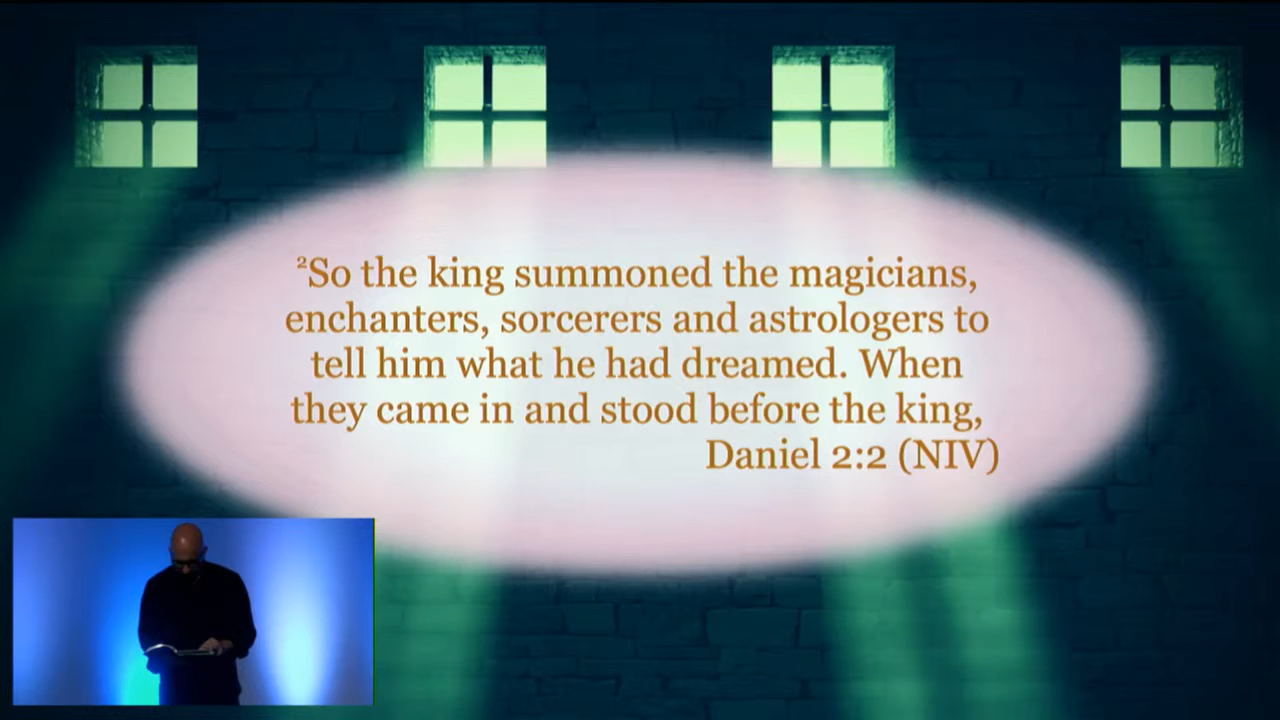 ²So the king summoned the magicians,
enchanters, sorcerers and astrologers to
tell him what he had dreamed. When
they came in and stood before the king,
Daniel 2:2 (NIV)